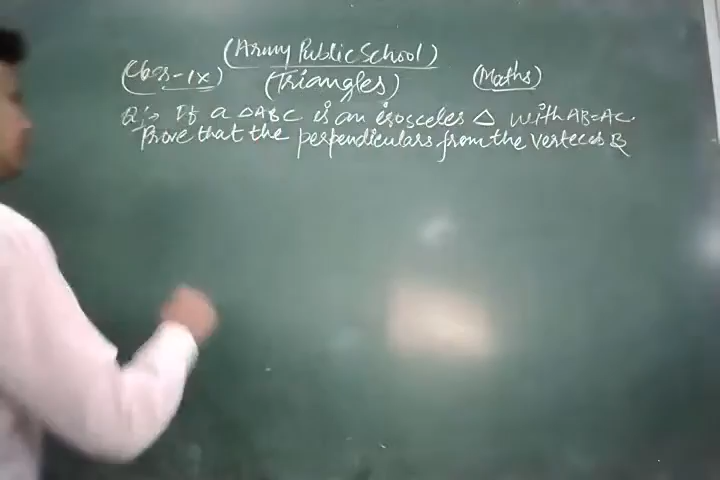 (Army Public School)
(Class-IX) (Triangles) (Maths)
Q:→ If a △ABC is an isosceles △ with AB=AC.
Prove that the perpendiculars from the vertices B